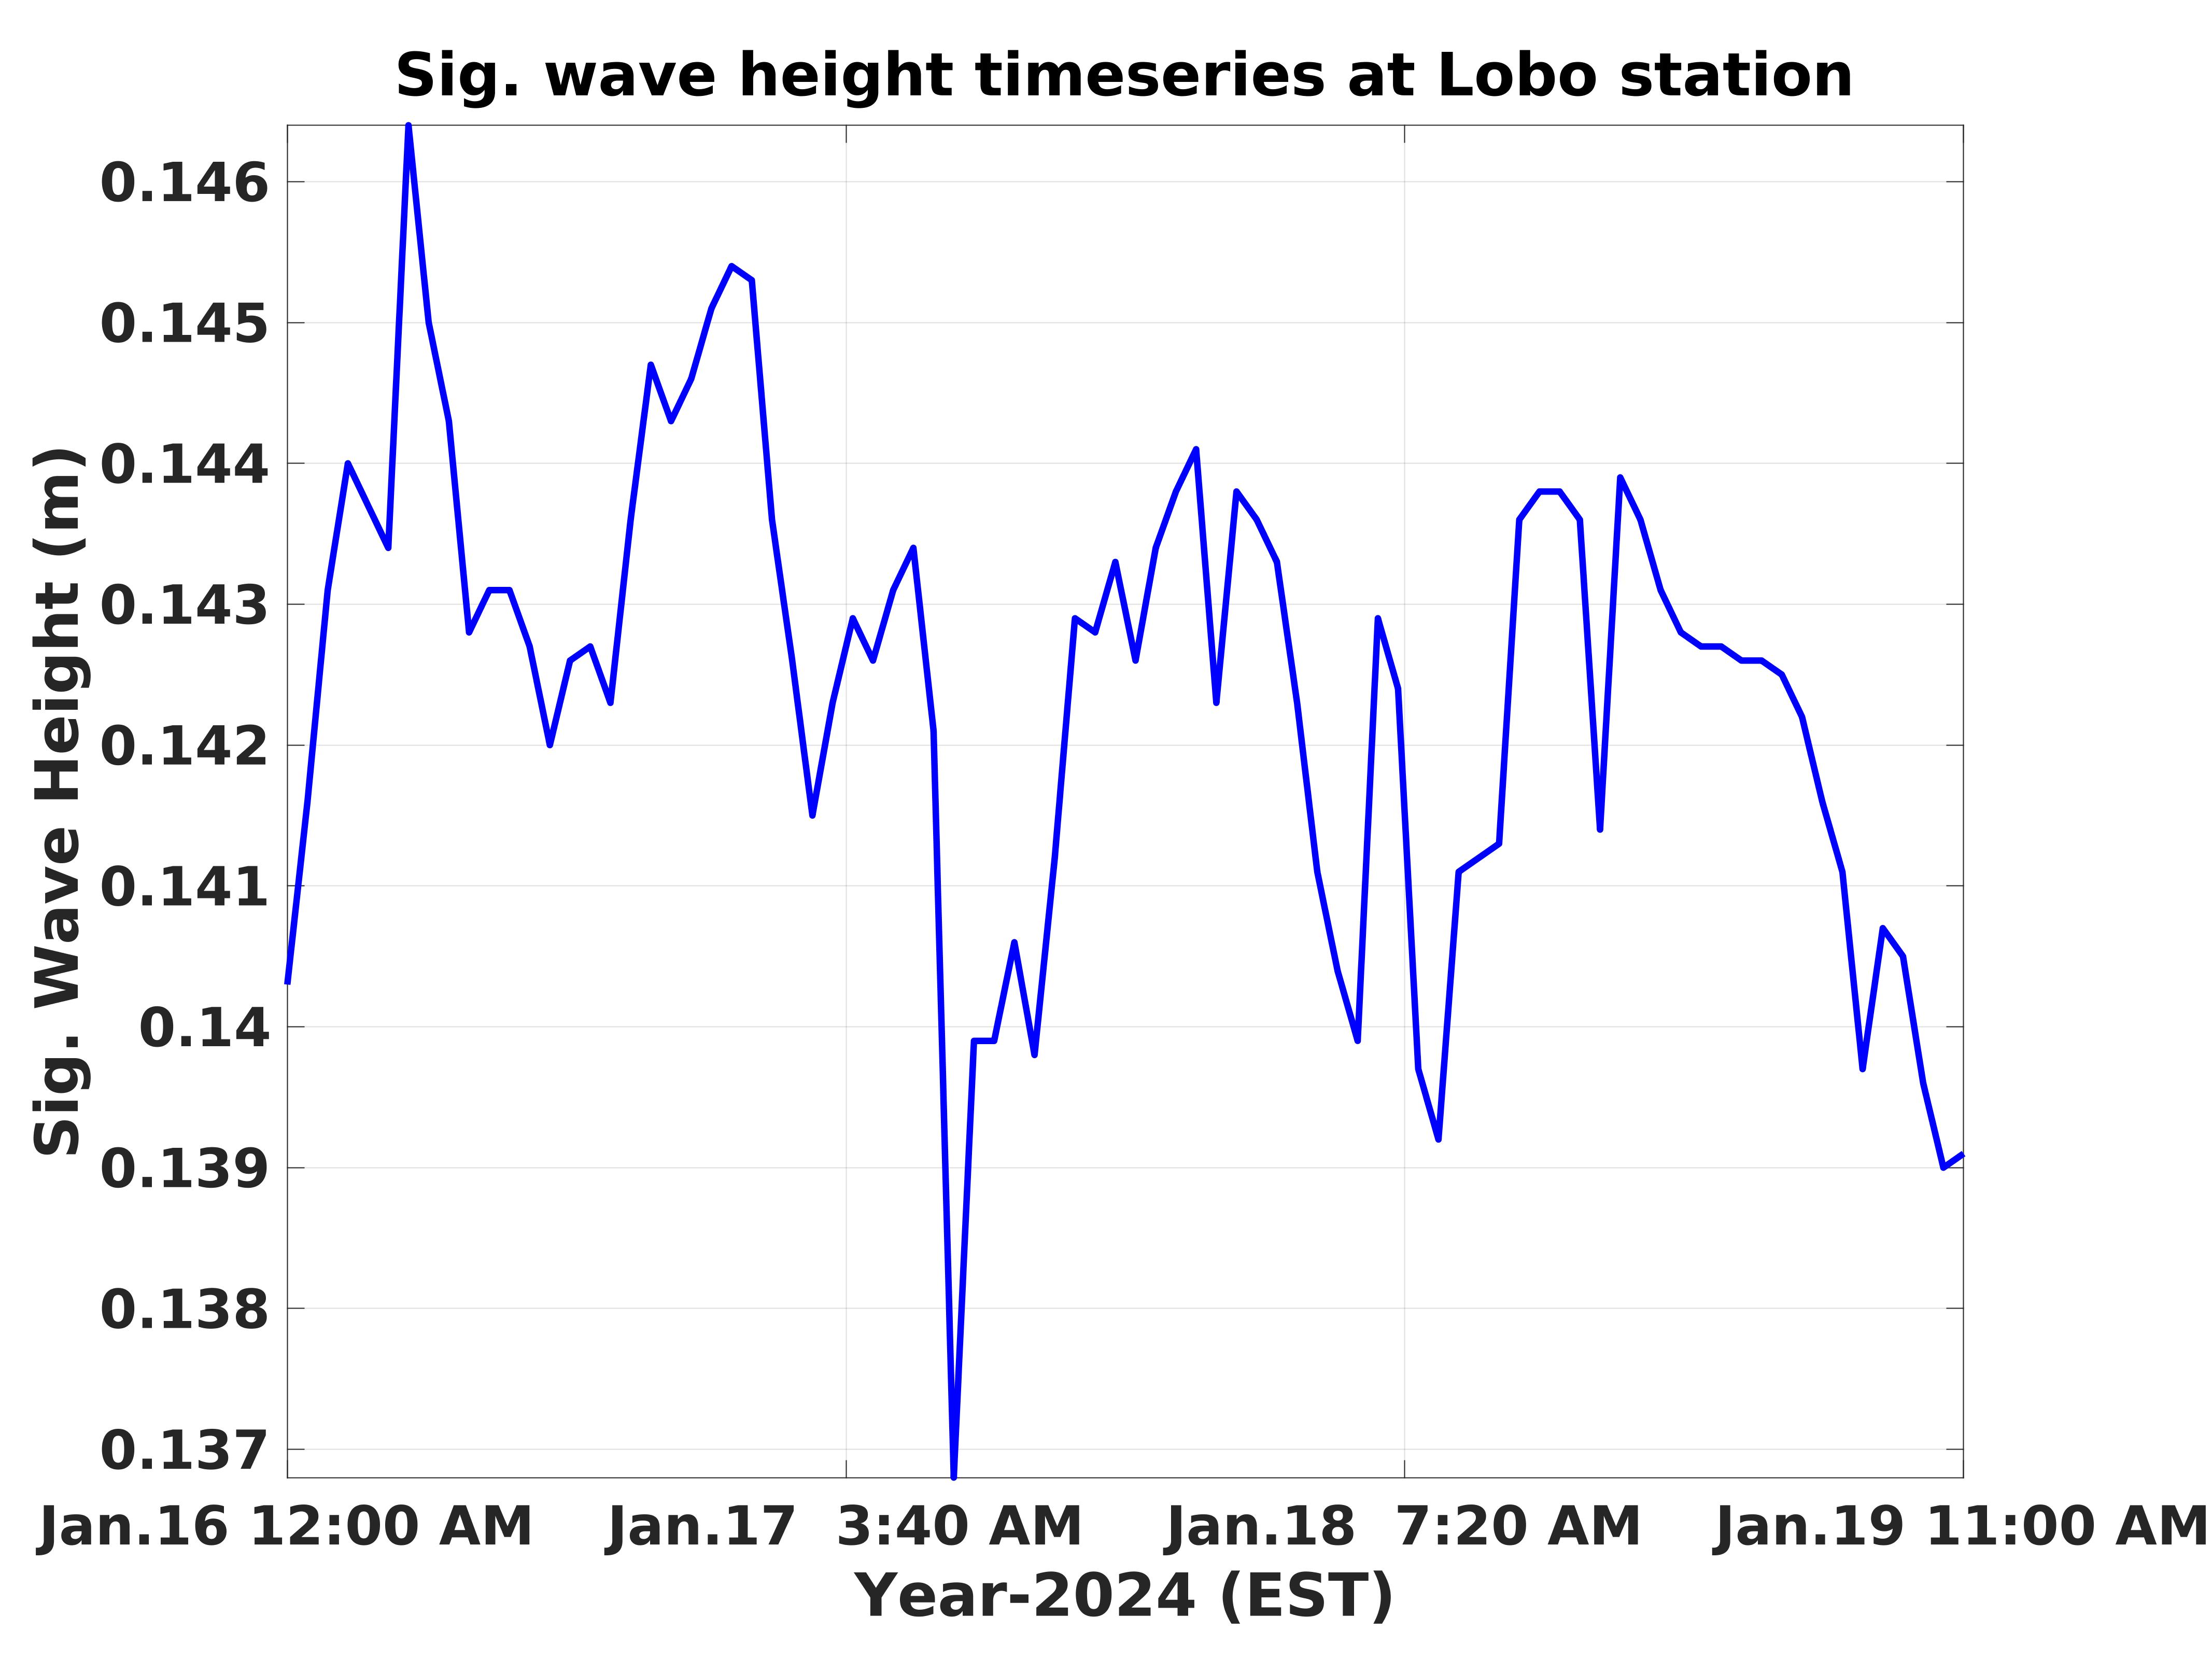 Sig. wave height timeseries at Lobo station
Sig. Wave Height (m)
0.146
0.145
0.144
0.143
0.142
0.141
0.14
0.139
0.138
0.137
Jan.16 12:00 AM Jan.17 3:40 AM Jan.18 7:20 AM Jan.19 11:00 AM
Year-2024 (EST)